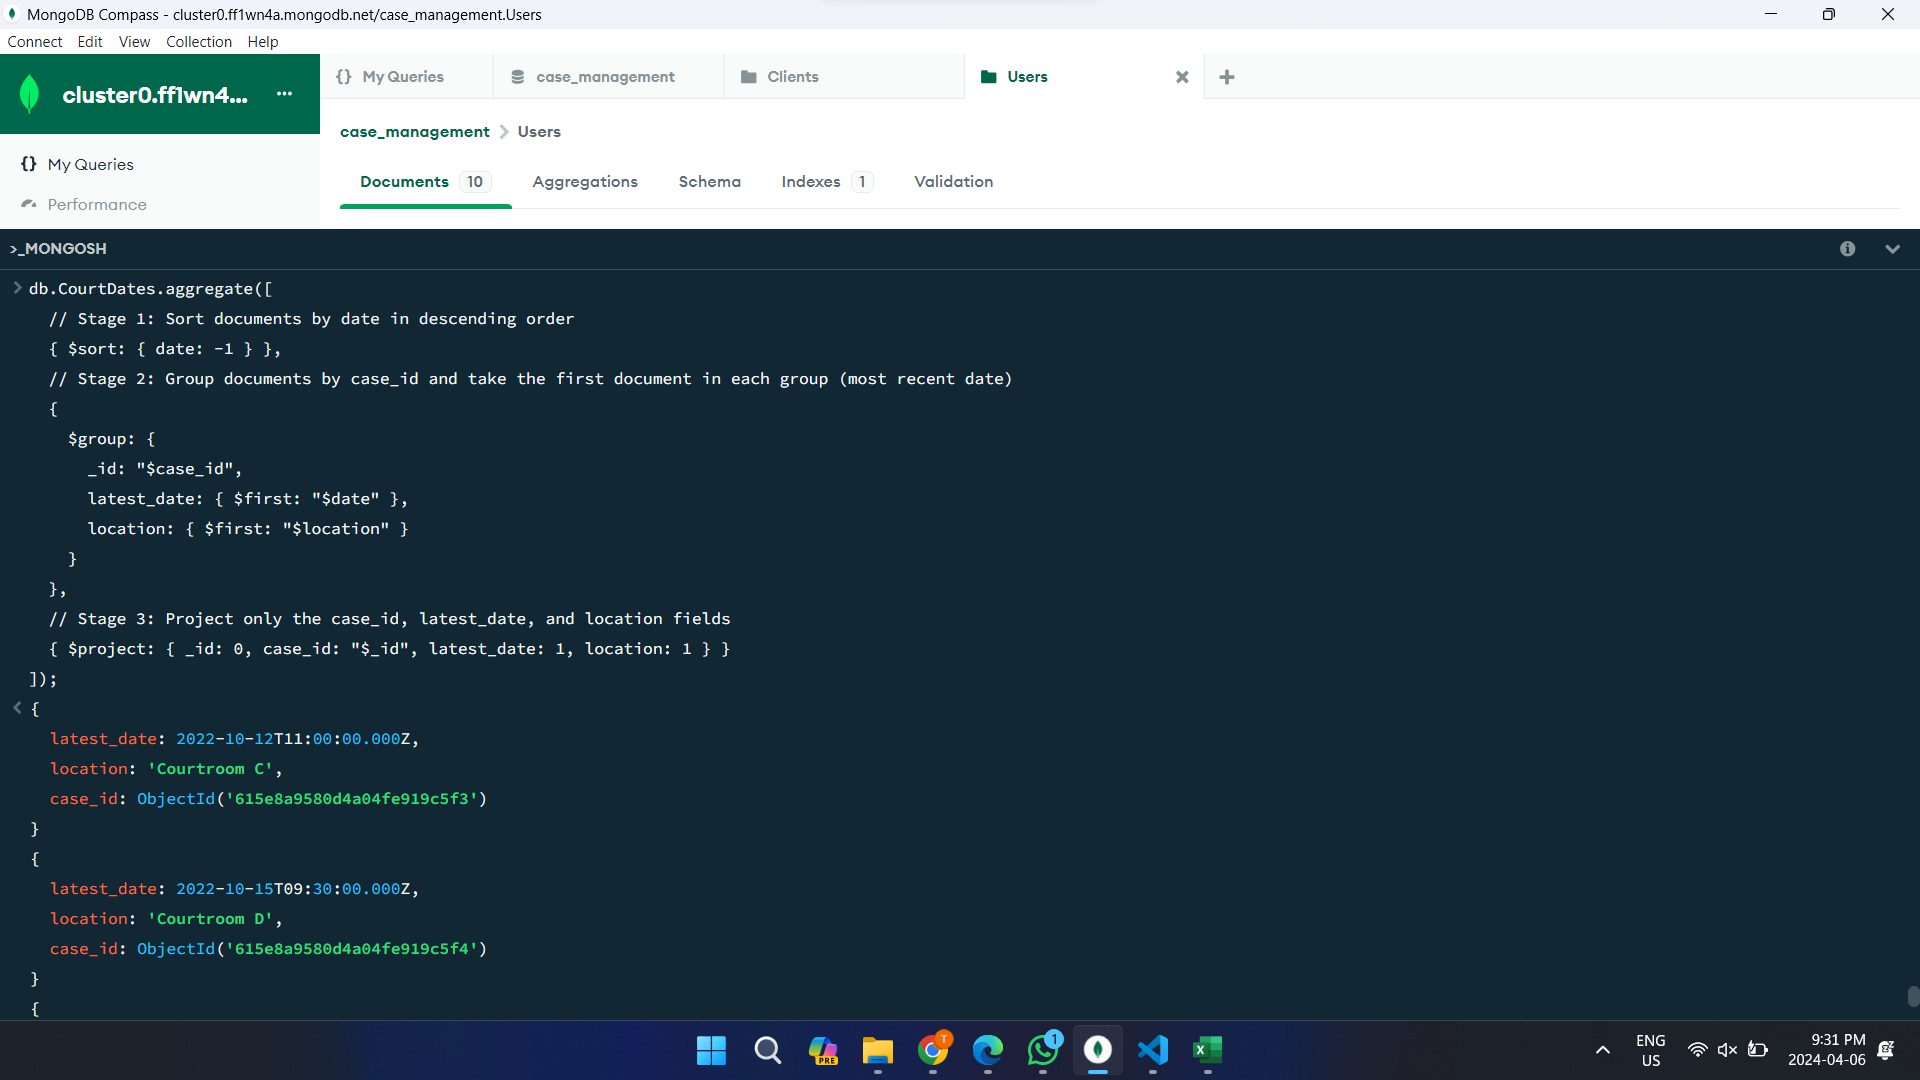 MongoDB Compass - cluster0.ff1wn4a.mongodb.net/case_management.Users
Connect Edit View Collection Help
cluster0.ff1wn4... ...
{} My Queries case_management Clients Users
case_management > Users
{} My Queries
Performance
Documents 10 Aggregations Schema Indexes 1 Validation
>_MONGOSH
> db.CourtDates.aggregate([
// Stage 1: Sort documents by date in descending order
{ $sort: { date: -1 } },
// Stage 2: Group documents by case_id and take the first document in each group (most recent date)
{
$group: {
_id: "$case_id",
latest_date: { $first: "$date" },
location: { $first: "$location" }
}
},
// Stage 3: Project only the case_id, latest_date, and location fields
{ $project: { _id: 0, case_id: "$_id", latest_date: 1, location: 1 } }
]);
< {
latest_date: 2022-10-12T11:00:00.000Z,
location: 'Courtroom C',
case_id: ObjectId('615e8a9580d4a04fe919c5f3')
}
{
latest_date: 2022-10-15T09:30:00.000Z,
location: 'Courtroom D',
case_id: ObjectId('615e8a9580d4a04fe919c5f4')
}
{
PRE T 1
ENG
US
9:31 PM
2024-04-06